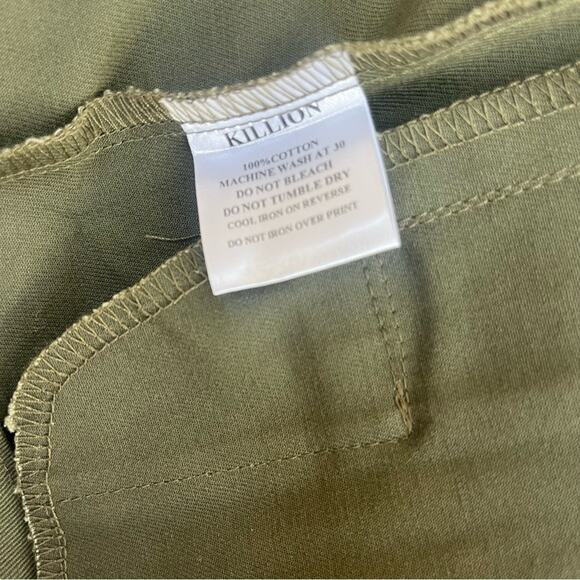 KILLION
100%COTTON
MACHINE WASH AT 30
DO NOT BLEACH
DO NOT TUMBLE DRY
COOL IRON ON REVERSE
DO NOT IRON OVER PRINT